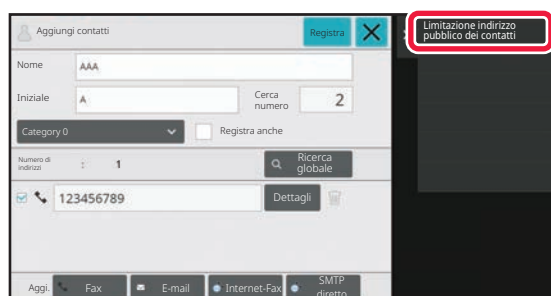 Aggiungi contatti
Registra
Limitazione indirizzo
pubblico dei contatti
Nome
AAA
Iniziale
A
Cerca
numero
2
Category 0
Registra anche
Numero di
indirizzi
:
1
Ricerca
globale
123456789
Dettagli
Aggi.
Fax
E-mail
Internet-Fax
SMTP
diretto